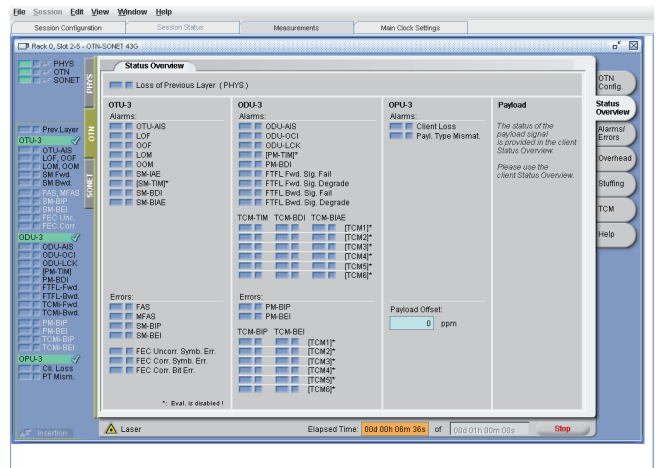 File Session Edit View Window Help
Session Configuration Session Status Measurements Main Clock Settings
Rack 0, Slot 2-5 - OTN-SONET 43G
PHYS
OTN
SONET
Prev.Layer
OTU-3
OTU-AIS
LOF, OOF
LOM, OOM
SM Fwd.
SM Bwd.
FAS, MFAS
SM-BIP
SM-BEI
FEC Unc.
FEC Corr.
ODU-3
ODU-AIS
ODU-OCI
ODU-LCK
[PM-TIM]
PM-BDI
FTFL-Fwd.
FTFL-Bwd.
TCMi-Fwd.
TCMi-Bwd.
PM-BIP
PM-BEI
TCMi-BIP
TCMi-BEI
OPU-3
Cli. Loss
PT Mism.
Insertion
PHYS
OTN
SONET
Status Overview
Loss of Previous Layer (PHYS)
OTU-3
Alarms:
OTU-AIS
LOF
OOF
LOM
OOM
SM-IAE
[SM-TIM]*
SM-BDI
SM-BIAE
Errors:
FAS
MFAS
SM-BIP
SM-BEI
FEC Uncorr. Symb. Err.
FEC Corr. Symb. Err.
FEC Corr. Bit Err.
*: Eval. is disabled !
ODU-3
Alarms:
ODU-AIS
ODU-OCI
ODU-LCK
[PM-TIM]*
PM-BDI
FTFL Fwd. Sig. Fail
FTFL Fwd. Sig. Degrade
FTFL Bwd. Sig. Fail
FTFL Bwd. Sig. Degrade
TCM-TIM TCM-BDI TCM-BIAE
[TCM1]*
[TCM2]*
[TCM3]*
[TCM4]*
[TCM5]*
[TCM6]*
Errors:
PM-BIP
PM-BEI
TCM-BIP TCM-BEI
[TCM1]*
[TCM2]*
[TCM3]*
[TCM4]*
[TCM5]*
[TCM6]*
OPU-3
Alarms:
Client Loss
Payl. Type Mismat.
Payload Offset:
0 ppm
Payload
The status of the
payload signal
is provided in the client
Status Overview.
Please use the
client Status Overview.
OTN
Config.
Status
Overview
Alarms/
Errors
Overhead
Stuffing
TCM
Help
Laser
Elapsed Time: 00d 00h 06m 36s of 00d 01h 00m 00s Stop